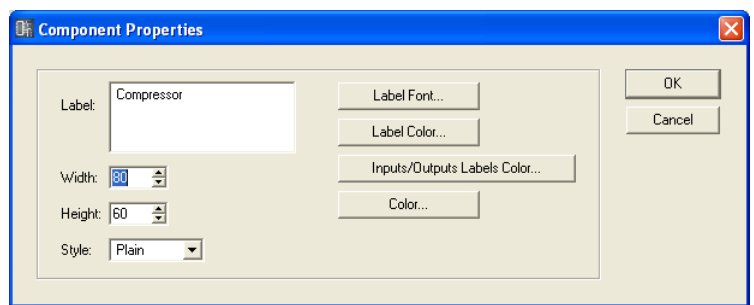 Component Properties
Label:
Compressor
Label Font...
OK
Label Color...
Cancel
Width: 80
Inputs/Outputs Labels Color...
Height: 60
Color...
Style: Plain